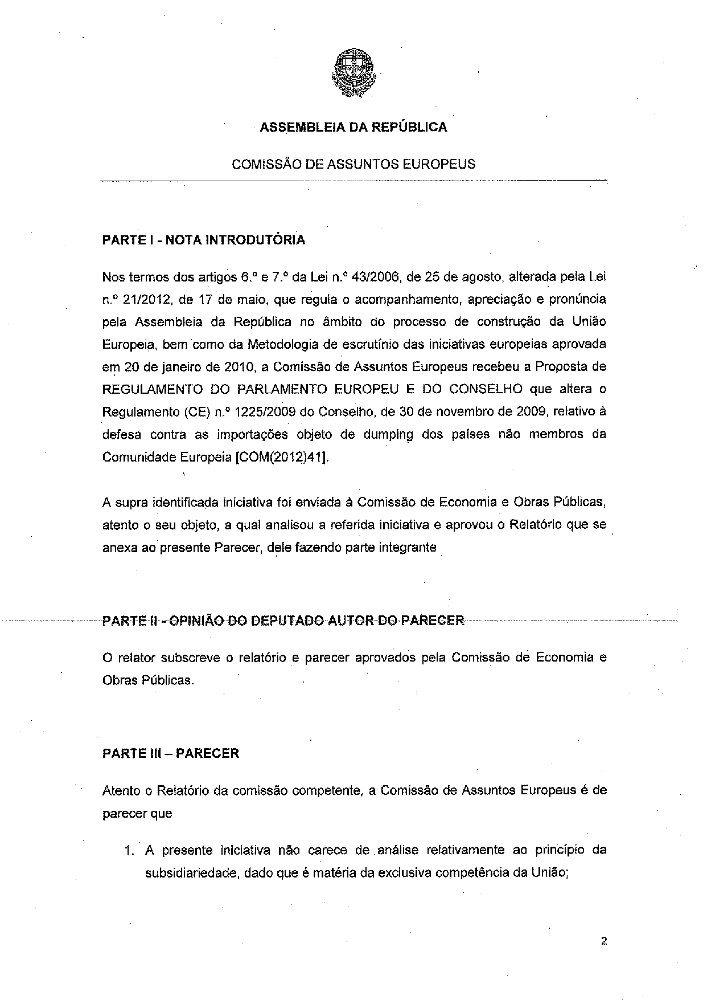 ASSEMBLEIA DA REPÚBLICA
COMISSÃO DE ASSUNTOS EUROPEUS
PARTE I - NOTA INTRODUTÓRIA
Nos termos dos artigos 6.º e 7.º da Lei n.º 43/2006, de 25 de agosto, alterada pela Lei
n.º 21/2012, de 17 de maio, que regula o acompanhamento, apreciação e pronúncia
pela Assembleia da República no âmbito do processo de construção da União
Europeia, bem como da Metodologia de escrutínio das iniciativas europeias aprovada
em 20 de janeiro de 2010, a Comissão de Assuntos Europeus recebeu a Proposta de
REGULAMENTO DO PARLAMENTO EUROPEU E DO CONSELHO que altera o
Regulamento (CE) n.º 1225/2009 do Conselho, de 30 de novembro de 2009, relativo à
defesa contra as importações objeto de dumping dos países não membros da
Comunidade Europeia [COM(2012)41].
A supra identificada iniciativa foi enviada à Comissão de Economia e Obras Públicas,
atento o seu objeto, a qual analisou a referida iniciativa e aprovou o Relatório que se
anexa ao presente Parecer, dele fazendo parte integrante
PARTE II - OPINIÃO DO DEPUTADO AUTOR DO PARECER
O relator subscreve o relatório e parecer aprovados pela Comissão de Economia e
Obras Públicas.
PARTE III – PARECER
Atento o Relatório da comissão competente, a Comissão de Assuntos Europeus é de
parecer que
1. A presente iniciativa não carece de análise relativamente ao princípio da
subsidiariedade, dado que é matéria da exclusiva competência da União;
2